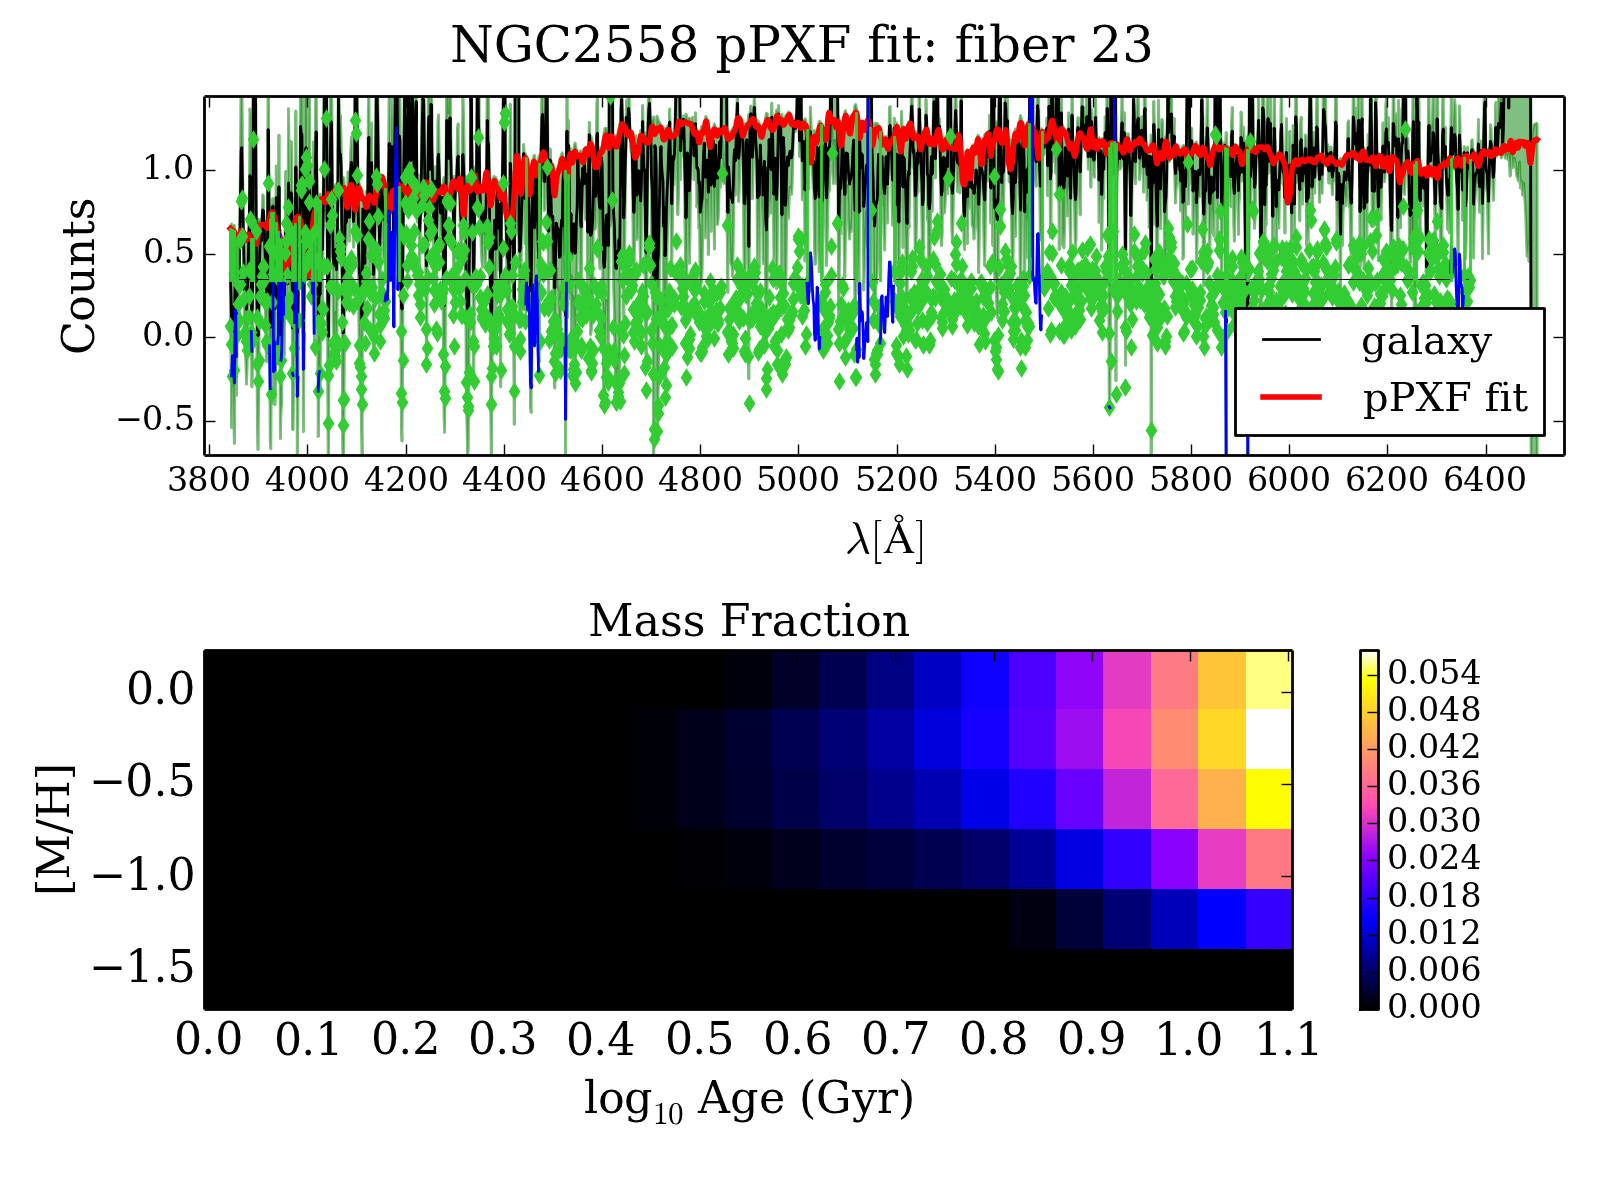 NGC2558 pPXF fit: fiber 23
Counts
1.0
0.5
0.0
−0.5
galaxy
pPXF fit
3800 4000 4200 4400 4600 4800 5000 5200 5400 5600 5800 6000 6200 6400
λ[Å]
Mass Fraction
[M/H]
0.0
−0.5
−1.0
−1.5
0.0 0.1 0.2 0.3 0.4 0.5 0.6 0.7 0.8 0.9 1.0 1.1
log₁₀ Age (Gyr)
0.054
0.048
0.042
0.036
0.030
0.024
0.018
0.012
0.006
0.000